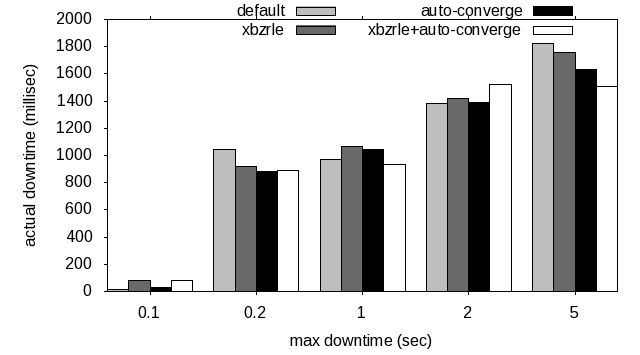 default
auto-converge
xbzrle
xbzrle+auto-converge
2000
1800
1600
1400
1200
1000
800
600
400
200
0
actual downtime (millisec)
0.1 0.2 1 2 5
max downtime (sec)